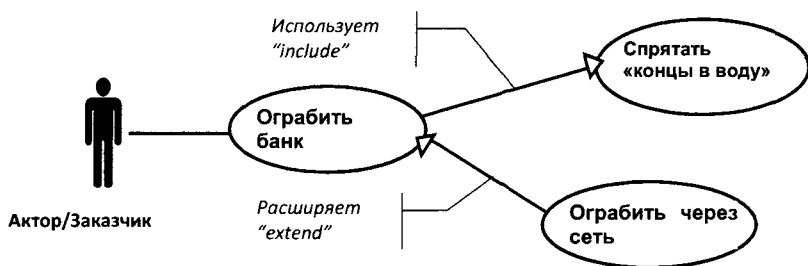 Использует
“include”
Спрятать
«концы в воду»
Ограбить
банк
Актор/Заказчик
Расширяет
“extend”
Ограбить через
сеть